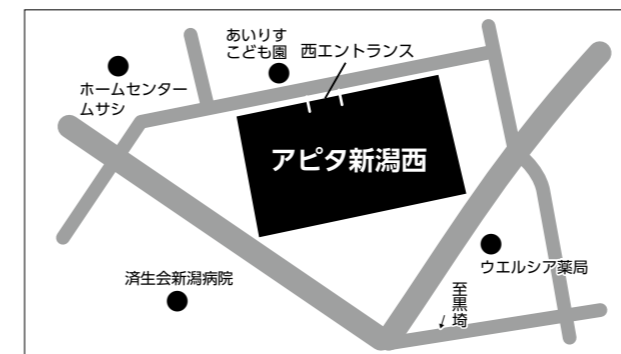 あいりす
こども園
西エントランス
ホームセンター
ムサシ
アピタ新潟西
ウエルシア薬局
済生会新潟病院
至黒埼
↓